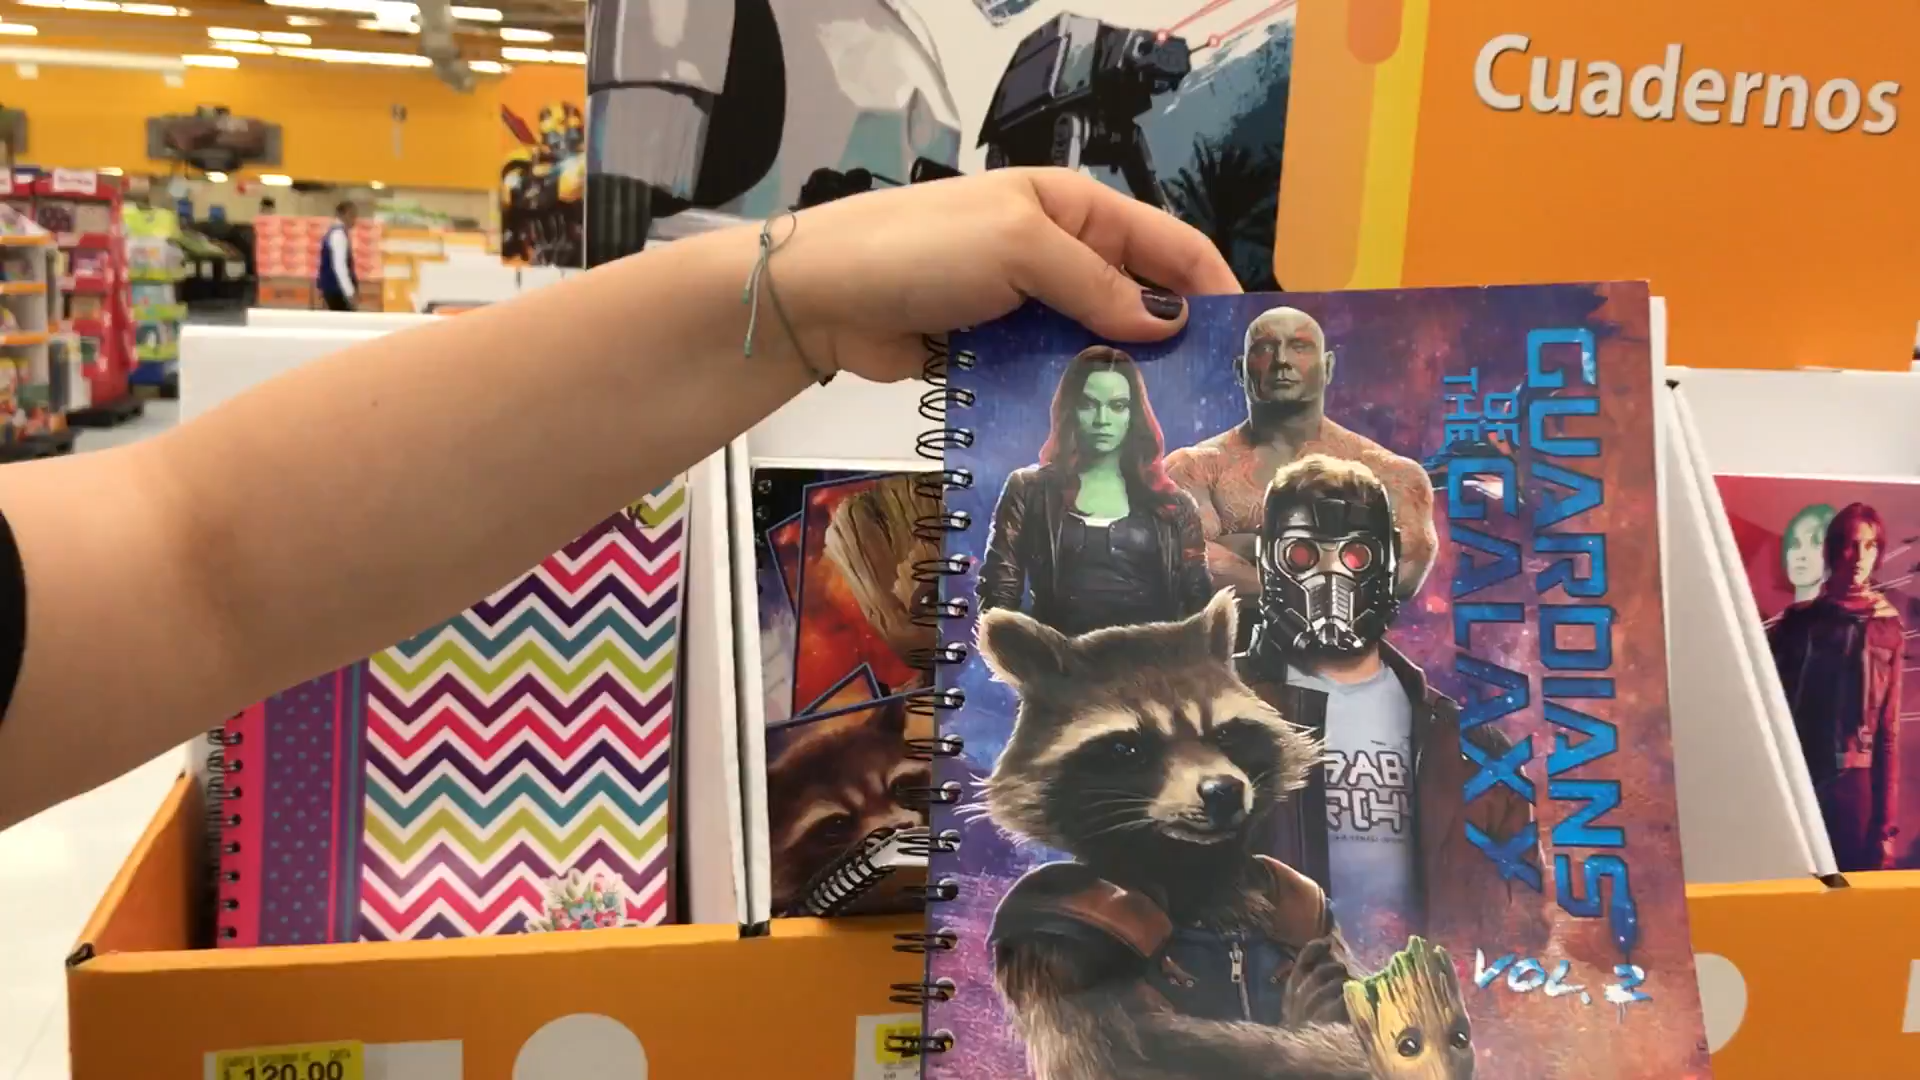 Cuadernos
GUARDIANS
OF
THE
GALAXY
VOL. 2
120.00